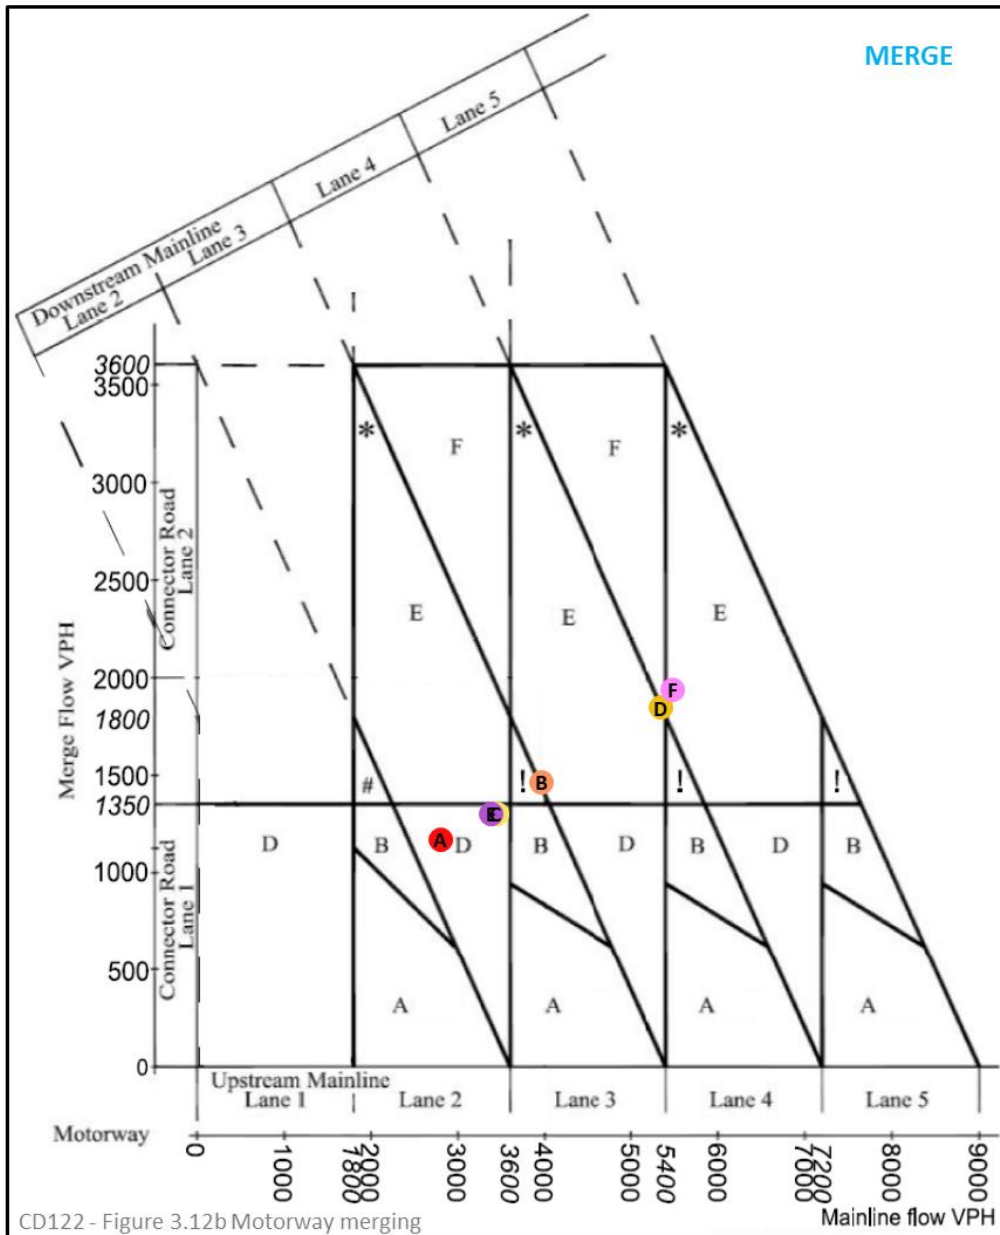 MERGE
Lane 5
Lane 4
Downstream Mainline
Lane 2 Lane 3
3600
3500
3000
2500
2000
1800
1500
1350
1000
500
0
Merge Flow VPH
Connector Road
Lane 2
Connector Road
Lane 1
* * *
F F
E E E
F
D
# ! B ! !
E C
D B A D B D B D B
A A A A
Upstream Mainline
Lane 1 Lane 2 Lane 3 Lane 4 Lane 5
Motorway
0 1000 7800 2000 3000 3600 4000 5000 5400 6000 7000 7200 8000 9000
Mainline flow VPH
CD122 - Figure 3.12b Motorway merging